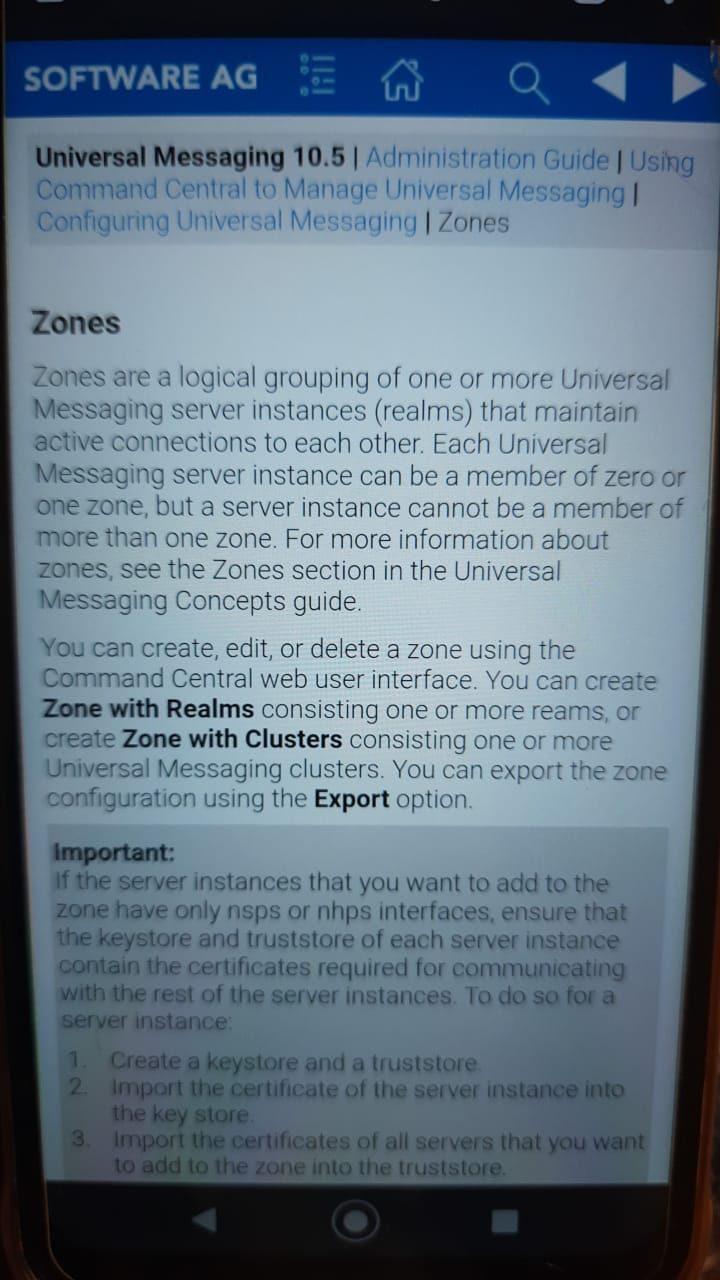 SOFTWARE AG
Universal Messaging 10.5 | Administration Guide | Using
Command Central to Manage Universal Messaging |
Configuring Universal Messaging | Zones
Zones
Zones are a logical grouping of one or more Universal
Messaging server instances (realms) that maintain
active connections to each other. Each Universal
Messaging server instance can be a member of zero or
one zone, but a server instance cannot be a member of
more than one zone. For more information about
zones, see the Zones section in the Universal
Messaging Concepts guide.
You can create, edit, or delete a zone using the
Command Central web user interface. You can create
Zone with Realms consisting one or more reams, or
create Zone with Clusters consisting one or more
Universal Messaging clusters. You can export the zone
configuration using the Export option.
Important:
If the server instances that you want to add to the
zone have only nsps or nhps interfaces, ensure that
the keystore and truststore of each server instance
contain the certificates required for communicating
with the rest of the server instances. To do so for a
server instance:
1. Create a keystore and a truststore.
2. Import the certificate of the server instance into
the key store.
3. Import the certificates of all servers that you want
to add to the zone into the truststore.